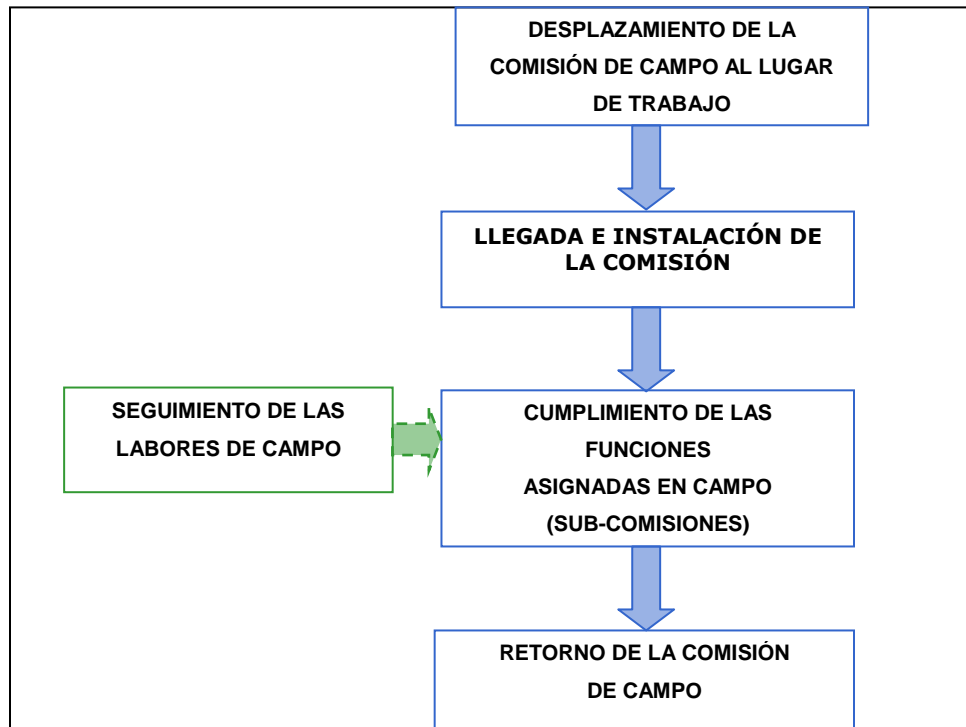 DESPLAZAMIENTO DE LA
COMISIÓN DE CAMPO AL LUGAR
DE TRABAJO
LLEGADA E INSTALACIÓN DE
LA COMISIÓN
SEGUIMIENTO DE LAS
LABORES DE CAMPO
CUMPLIMIENTO DE LAS
FUNCIONES
ASIGNADAS EN CAMPO
(SUB-COMISIONES)
RETORNO DE LA COMISIÓN
DE CAMPO